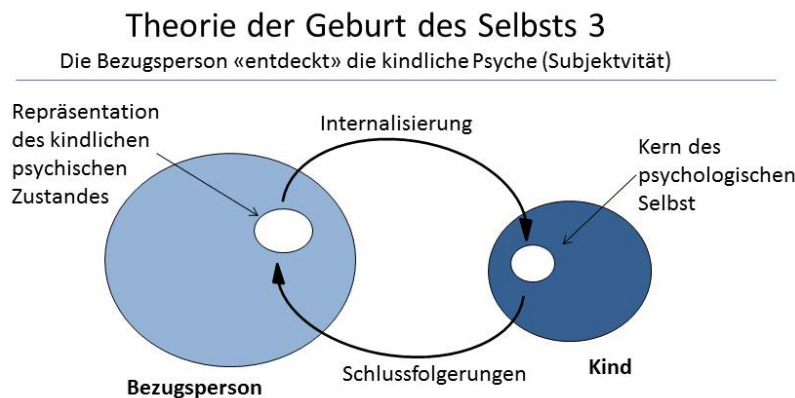 Theorie der Geburt des Selbsts 3
Die Bezugsperson «entdeckt» die kindliche Psyche (Subjektvität)
Repräsentation
des kindlichen
psychischen
Zustandes
Internalisierung
Kern des
psychologischen
Selbst
Schlussfolgerungen
Bezugsperson
Kind